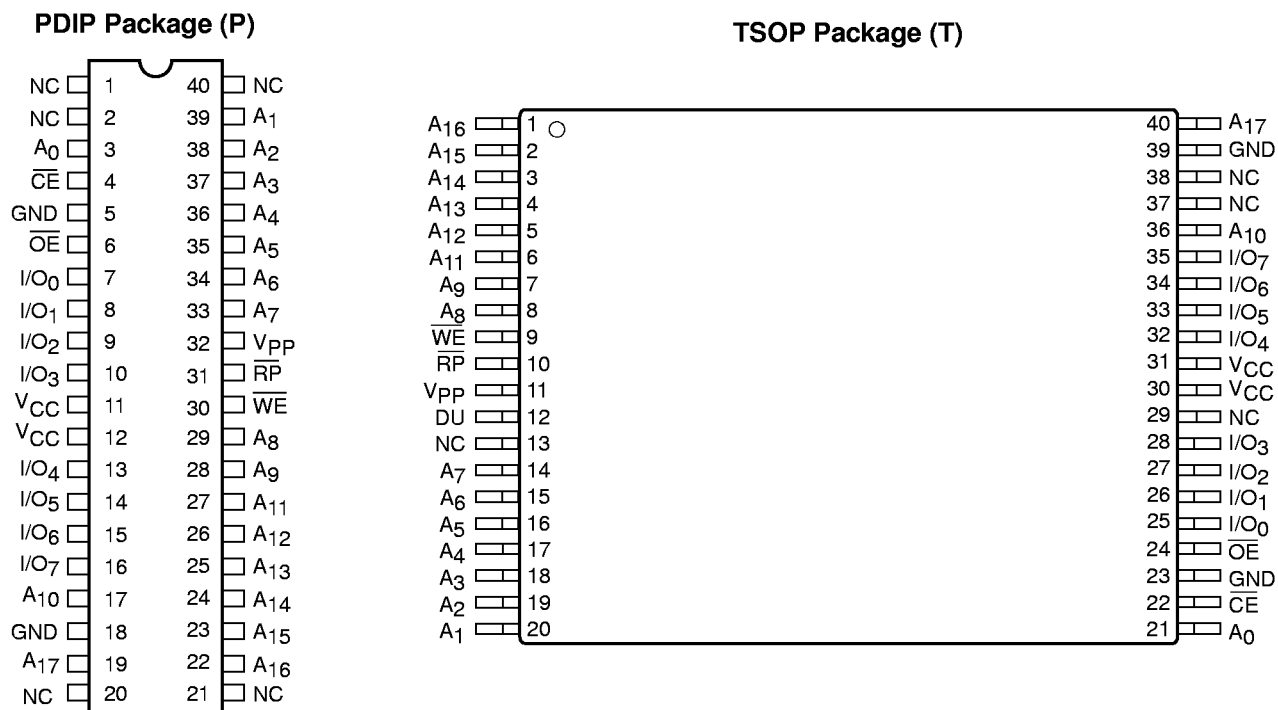 PDIP Package (P)
NC 1 40 NC
NC 2 39 A1
A0 3 38 A2
C̅E̅ 4 37 A3
GND 5 36 A4
O̅E̅ 6 35 A5
I/O0 7 34 A6
I/O1 8 33 A7
I/O2 9 32 VPP
I/O3 10 31 R̅P̅
VCC 11 30 W̅E̅
VCC 12 29 A8
I/O4 13 28 A9
I/O5 14 27 A11
I/O6 15 26 A12
I/O7 16 25 A13
A10 17 24 A14
GND 18 23 A15
A17 19 22 A16
NC 20 21 NC
TSOP Package (T)
A16 1 40 A17
A15 2 39 GND
A14 3 38 NC
A13 4 37 NC
A12 5 36 A10
A11 6 35 I/O7
A9 7 34 I/O6
A8 8 33 I/O5
W̅E̅ 9 32 I/O4
R̅P̅ 10 31 VCC
VPP 11 30 VCC
DU 12 29 NC
NC 13 28 I/O3
A7 14 27 I/O2
A6 15 26 I/O1
A5 16 25 I/O0
A4 17 24 O̅E̅
A3 18 23 GND
A2 19 22 C̅E̅
A1 20 21 A0